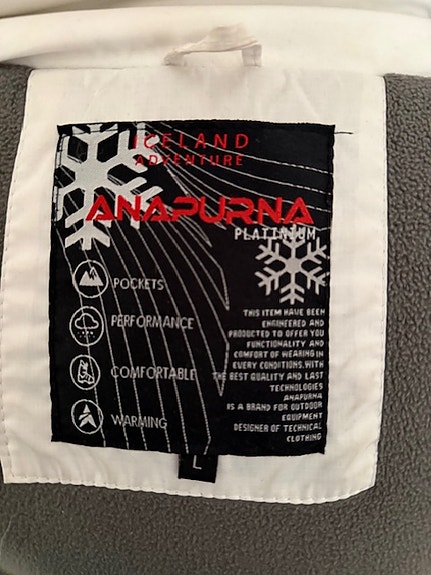 ICELAND
ADVENTURE
ANAPURNA
PLATINIUM
POCKETS
PERFORMANCE
COMFORTABLE
WARMING
THIS ITEM HAVE BEEN
ENGINEERED AND
PRODUCTED TO OFFER YOU
FUNCTIONALITY AND
COMFORT OF WEARING IN
EVERY CONDITIONS.WITH
THE BEST QUALITY AND LAST
TECHNOLOGIES
ANAPURNA
IS A BRAND FOR OUTDOOR
EQUIPMENT
DESIGNER OF TECHNICAL
CLOTHING
L